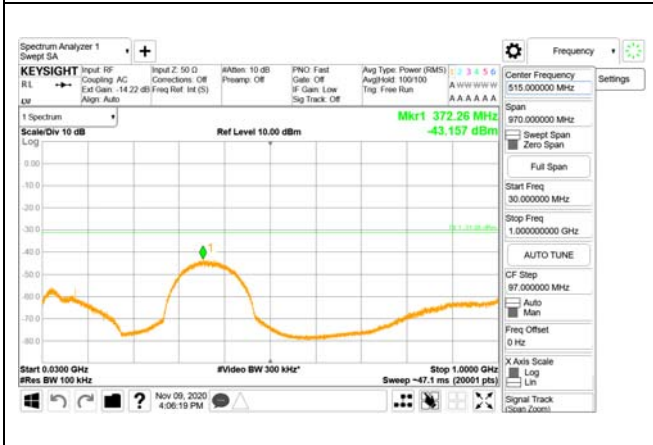 Spectrum Analyzer 1
Swept SA
+
Frequency
KEYSIGHT
Input: RF
Coupling: AC
Ext Gain: -14.22 dB
Align: Auto
Input Z: 50 Ω
Corrections: Off
Freq Ref: Int (S)
#Atten: 10 dB
Preamp: Off
PNO: Fast
Gate: Off
IF Gain: Low
Sig Track: Off
Avg Type: Power (RMS)
Avg|Hold: 100/100
Trig: Free Run
1 2 3 4 5 6
A W W W W W
A A A A A A
RL
1 Spectrum
Mkr1 372.26 MHz
-43.157 dBm
Scale/Div 10 dB
Ref Level 10.00 dBm
Log
0.00
-10.0
-20.0
-30.0
-40.0
-50.0
-60.0
-70.0
-80.0
1
Start 0.0300 GHz
#Video BW 300 kHz*
Stop 1.0000 GHz
#Res BW 100 kHz
Sweep ~47.1 ms (20001 pts)
?
Nov 09, 2020
4:06:19 PM
Center Frequency
515.000000 MHz
Settings
Span
970.000000 MHz
Swept Span
Zero Span
Full Span
Start Freq
30.000000 MHz
Stop Freq
1.000000000 GHz
AUTO TUNE
CF Step
97.000000 MHz
Auto
Man
Freq Offset
0 Hz
X Axis Scale
Log
Lin
Signal Track
(Span Zoom)